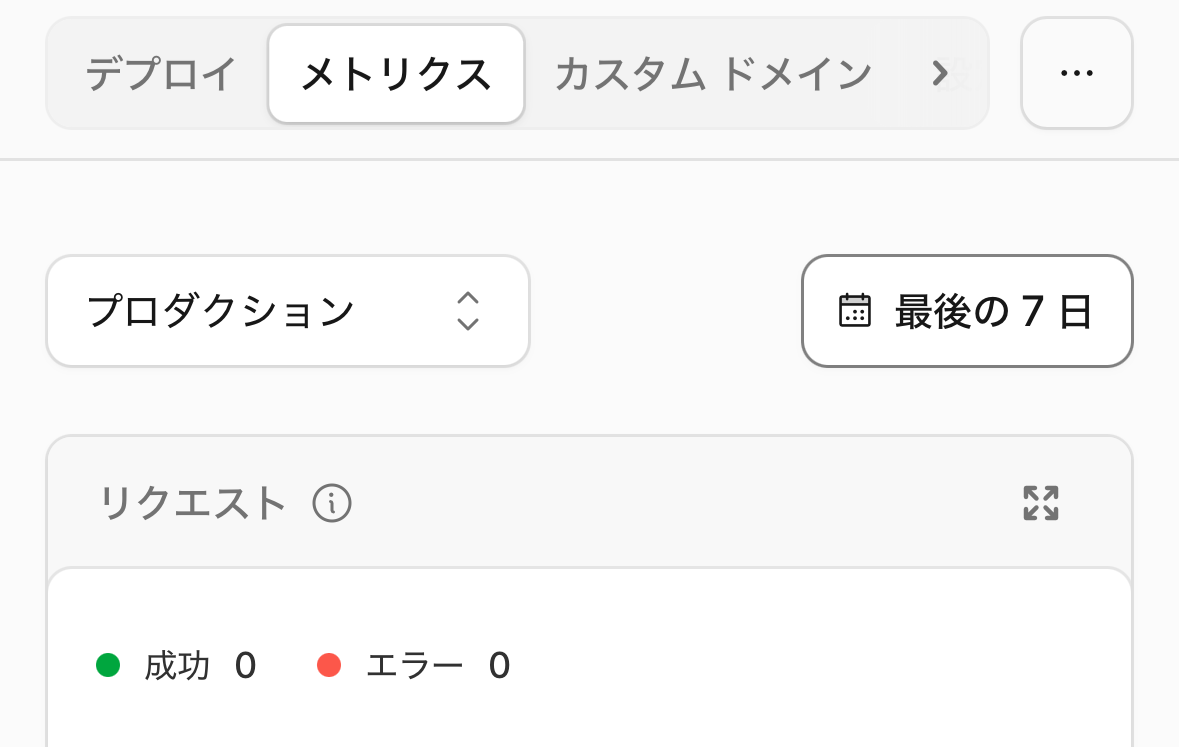 デプロイ メトリクス カスタム ドメイン
プロダクション 最後の 7 日
リクエスト
成功 0 エラー 0